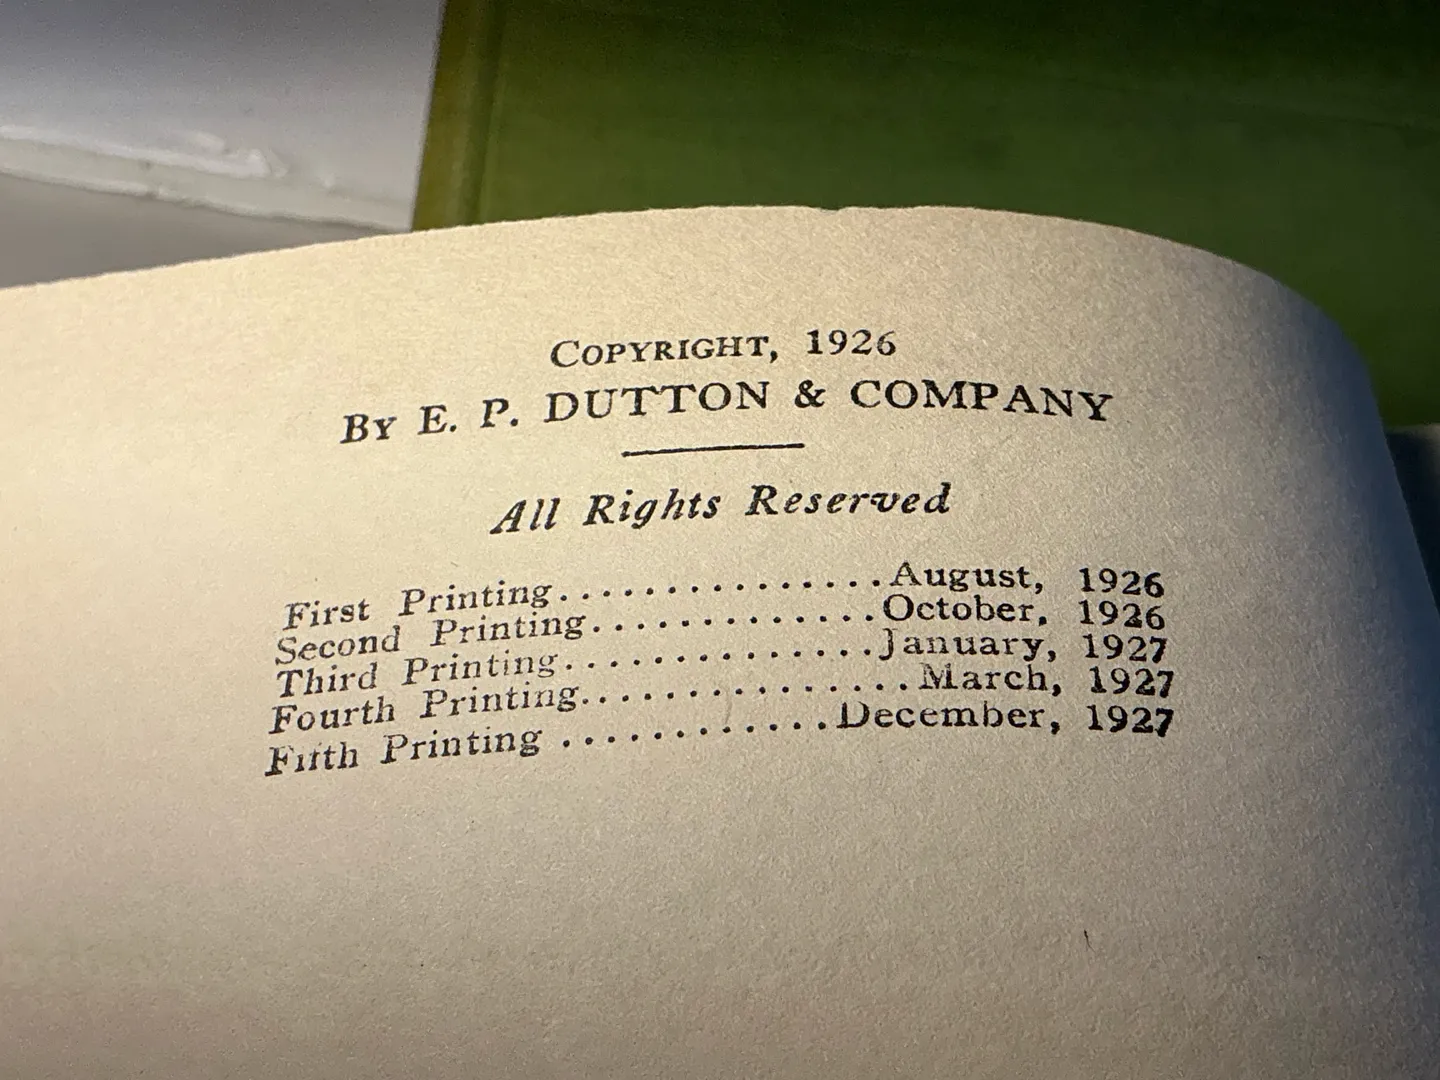 COPYRIGHT, 1926
BY E. P. DUTTON & COMPANY
All Rights Reserved
First Printing...............August, 1926
Second Printing..............October, 1926
Third Printing...............January, 1927
Fourth Printing................March, 1927
Fifth Printing .............December, 1927